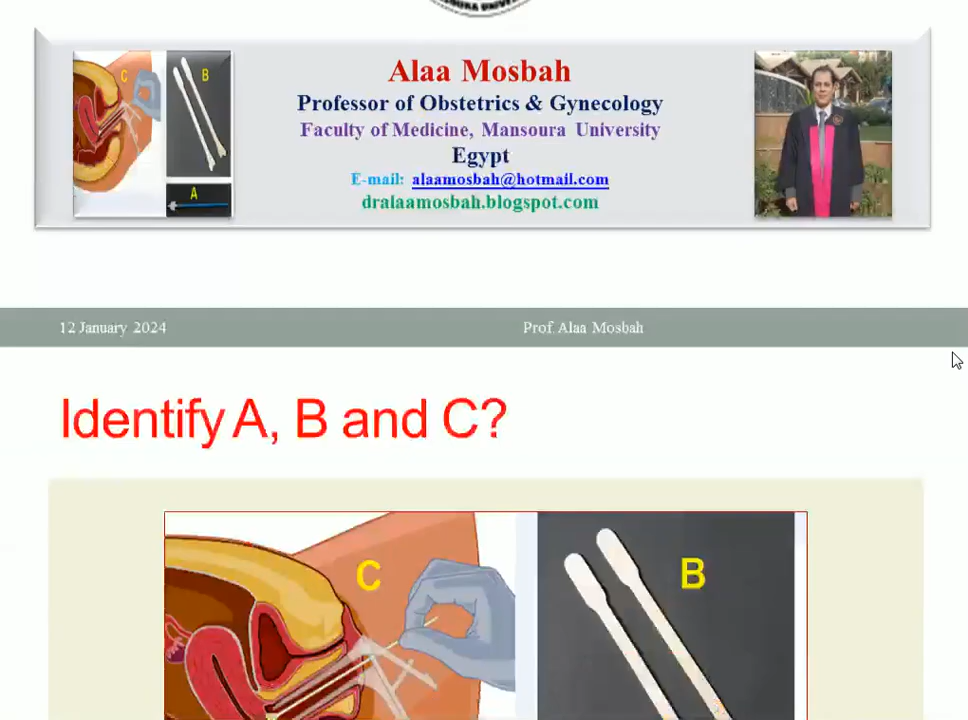 C
B
A
Alaa Mosbah
Professor of Obstetrics & Gynecology
Faculty of Medicine, Mansoura University
Egypt
E-mail: alaamosbah@hotmail.com
dralaamosbah.blogspot.com
12 January 2024
Prof. Alaa Mosbah
Identify A, B and C?
C
B